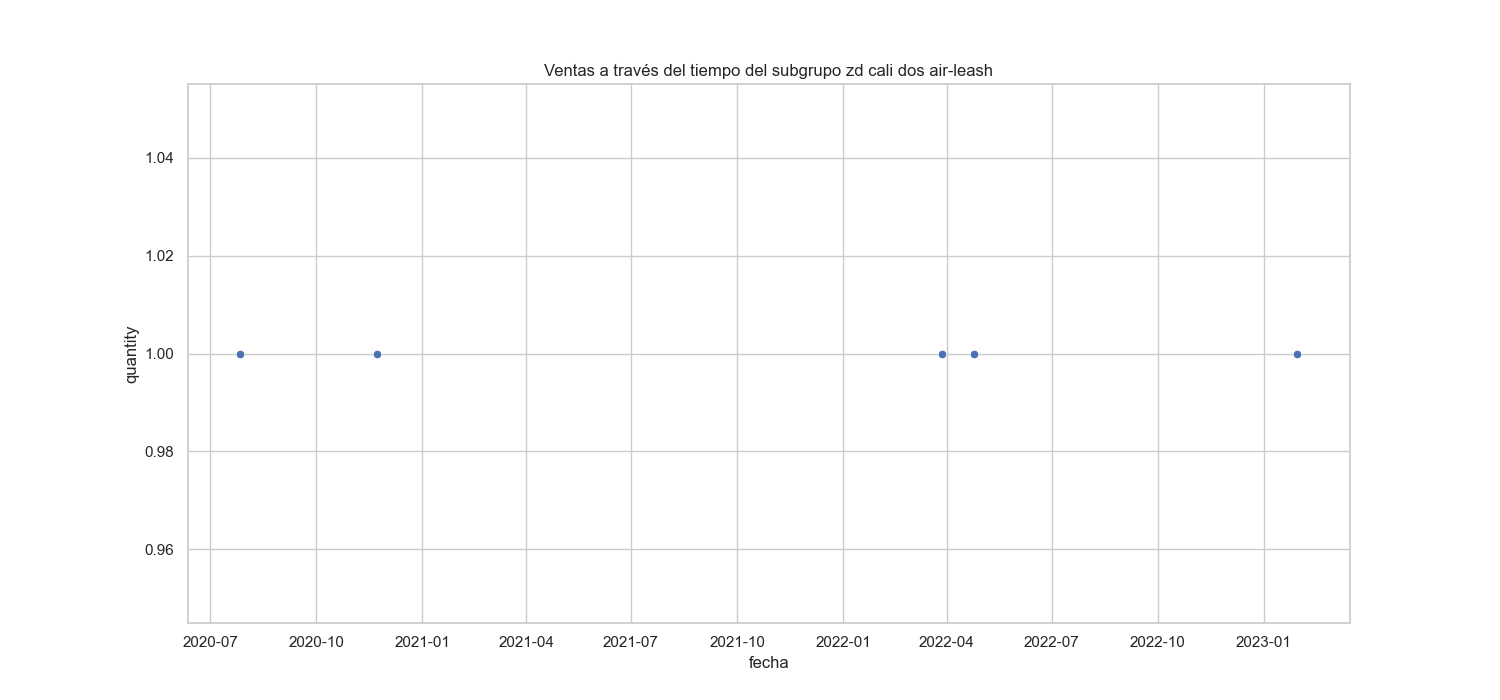 Ventas a través del tiempo del subgrupo zd cali dos air-leash
1.04
1.02
1.00
0.98
0.96
quantity
2020-07 2020-10 2021-01 2021-04 2021-07 2021-10 2022-01 2022-04 2022-07 2022-10 2023-01
fecha